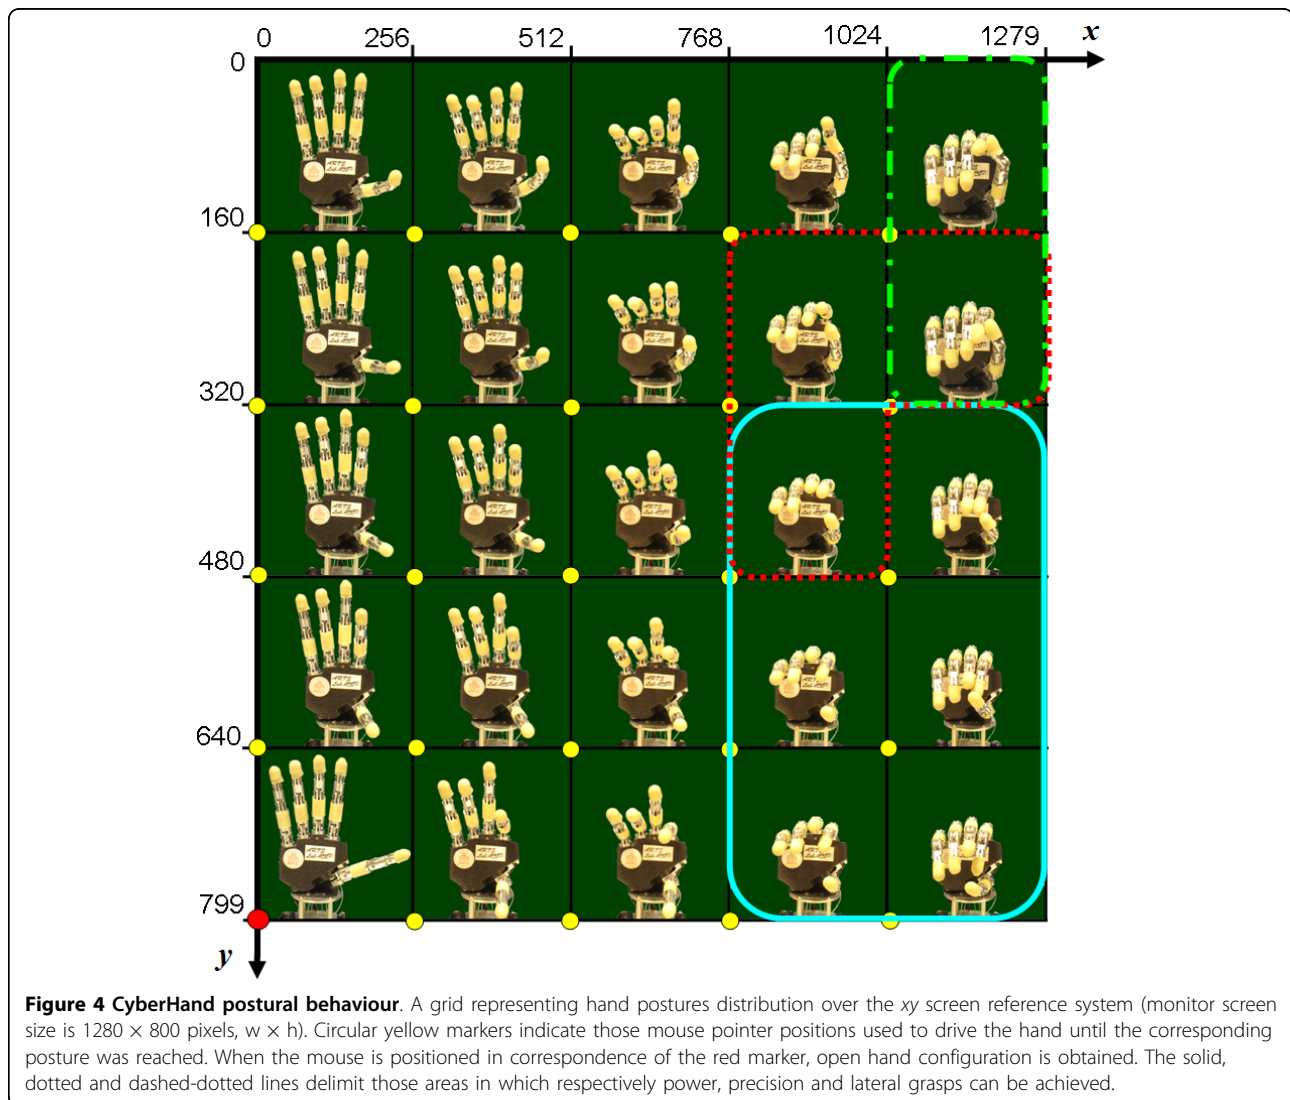 0 256 512 768 1024 1279 x
0
160
320
480
640
799
y
Figure 4 CyberHand postural behaviour. A grid representing hand postures distribution over the xy screen reference system (monitor screen
size is 1280 × 800 pixels, w × h). Circular yellow markers indicate those mouse pointer positions used to drive the hand until the corresponding
posture was reached. When the mouse is positioned in correspondence of the red marker, open hand configuration is obtained. The solid,
dotted and dashed-dotted lines delimit those areas in which respectively power, precision and lateral grasps can be achieved.